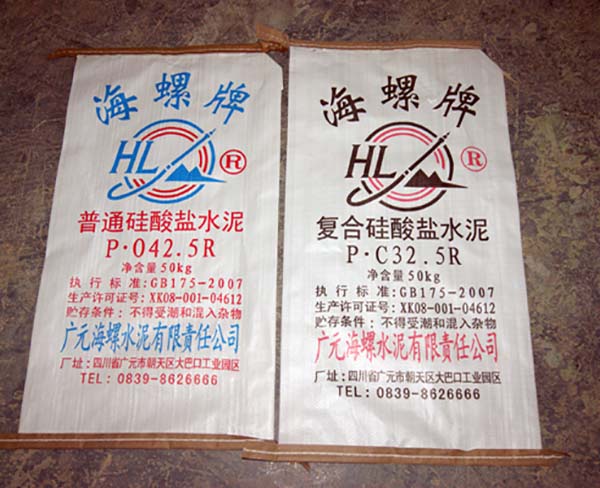 海螺牌
HL ®
普通硅酸盐水泥
P·O42.5R
净含量 50kg
执行标准:GB175-2007
生产许可证号: XK08-001-04612
贮存条件: 不得受潮和混入杂物
广元海螺水泥有限责任公司
厂址:四川省广元市朝天区大巴口工业园区
TEL: 0839-8626666
海螺牌
HL ®
复合硅酸盐水泥
P·C32.5R
净含量 50kg
执行标准:GB175-2007
生产许可证号: XK08-001-04612
贮存条件: 不得受潮和混入杂物
广元海螺水泥有限责任公司
厂址:四川省广元市朝天区大巴口工业园区
TEL: 0839-8626666